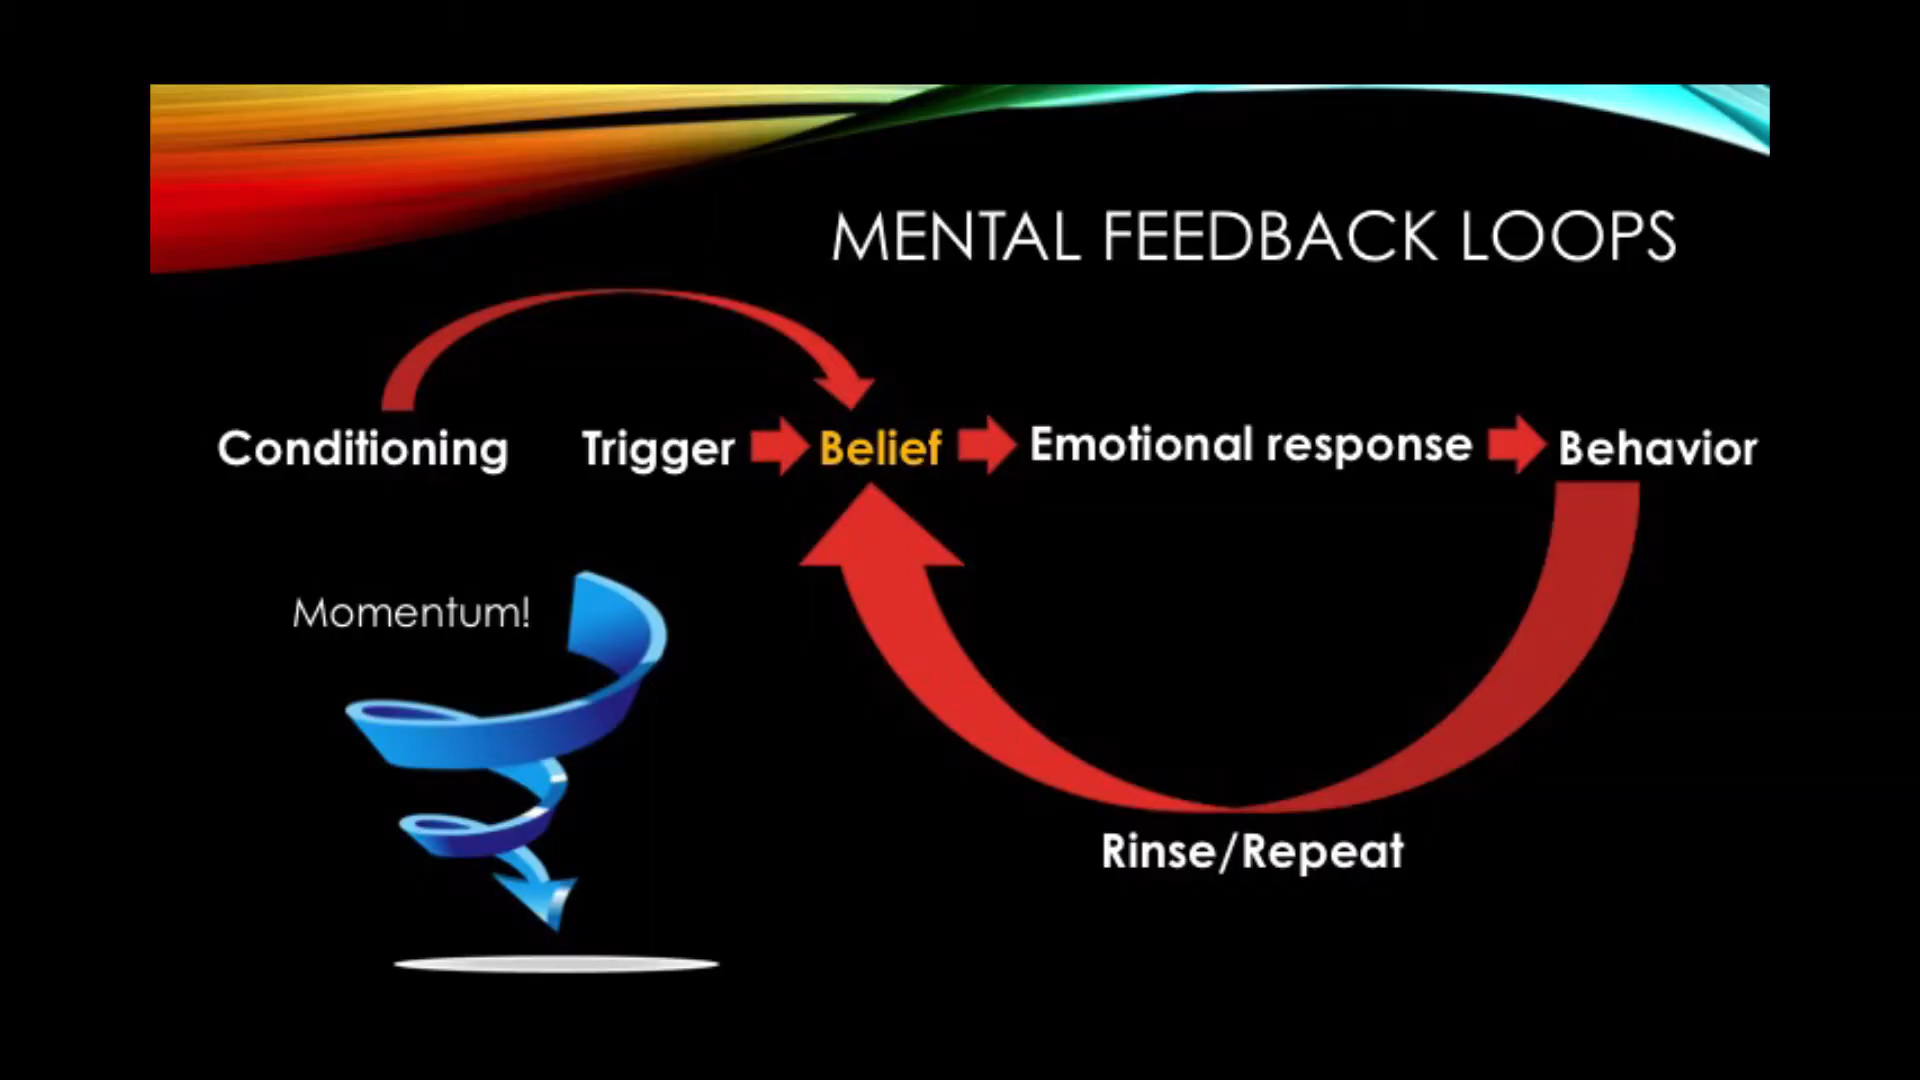 MENTAL FEEDBACK LOOPS
Conditioning Trigger Belief Emotional response Behavior
Momentum!
Rinse/Repeat